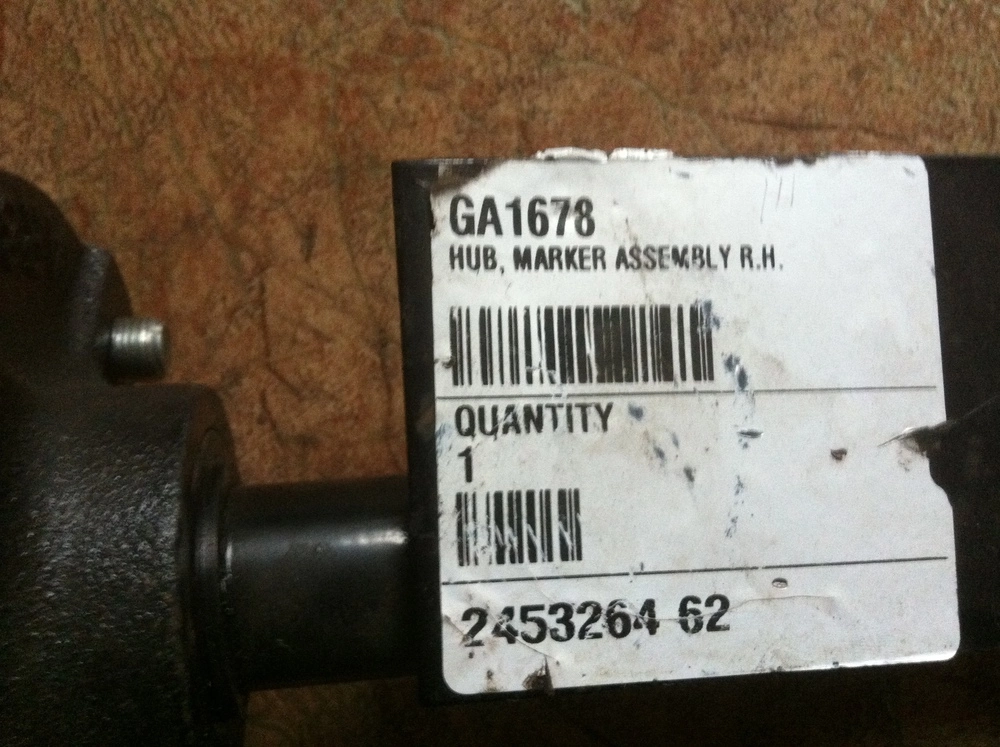 GA1678
HUB, MARKER ASSEMBLY R.H.
QUANTITY
1
2453264 62